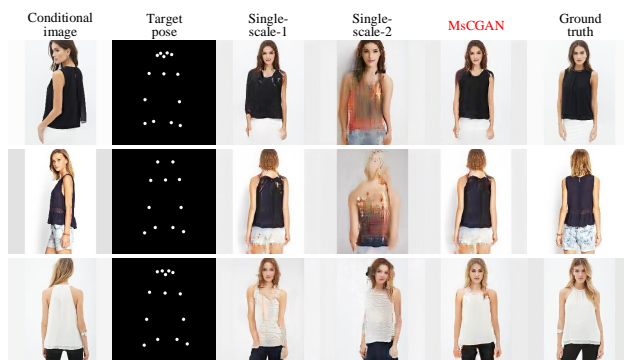 Conditional image
Target pose
Single-scale-1
Single-scale-2
MsCGAN
Ground truth